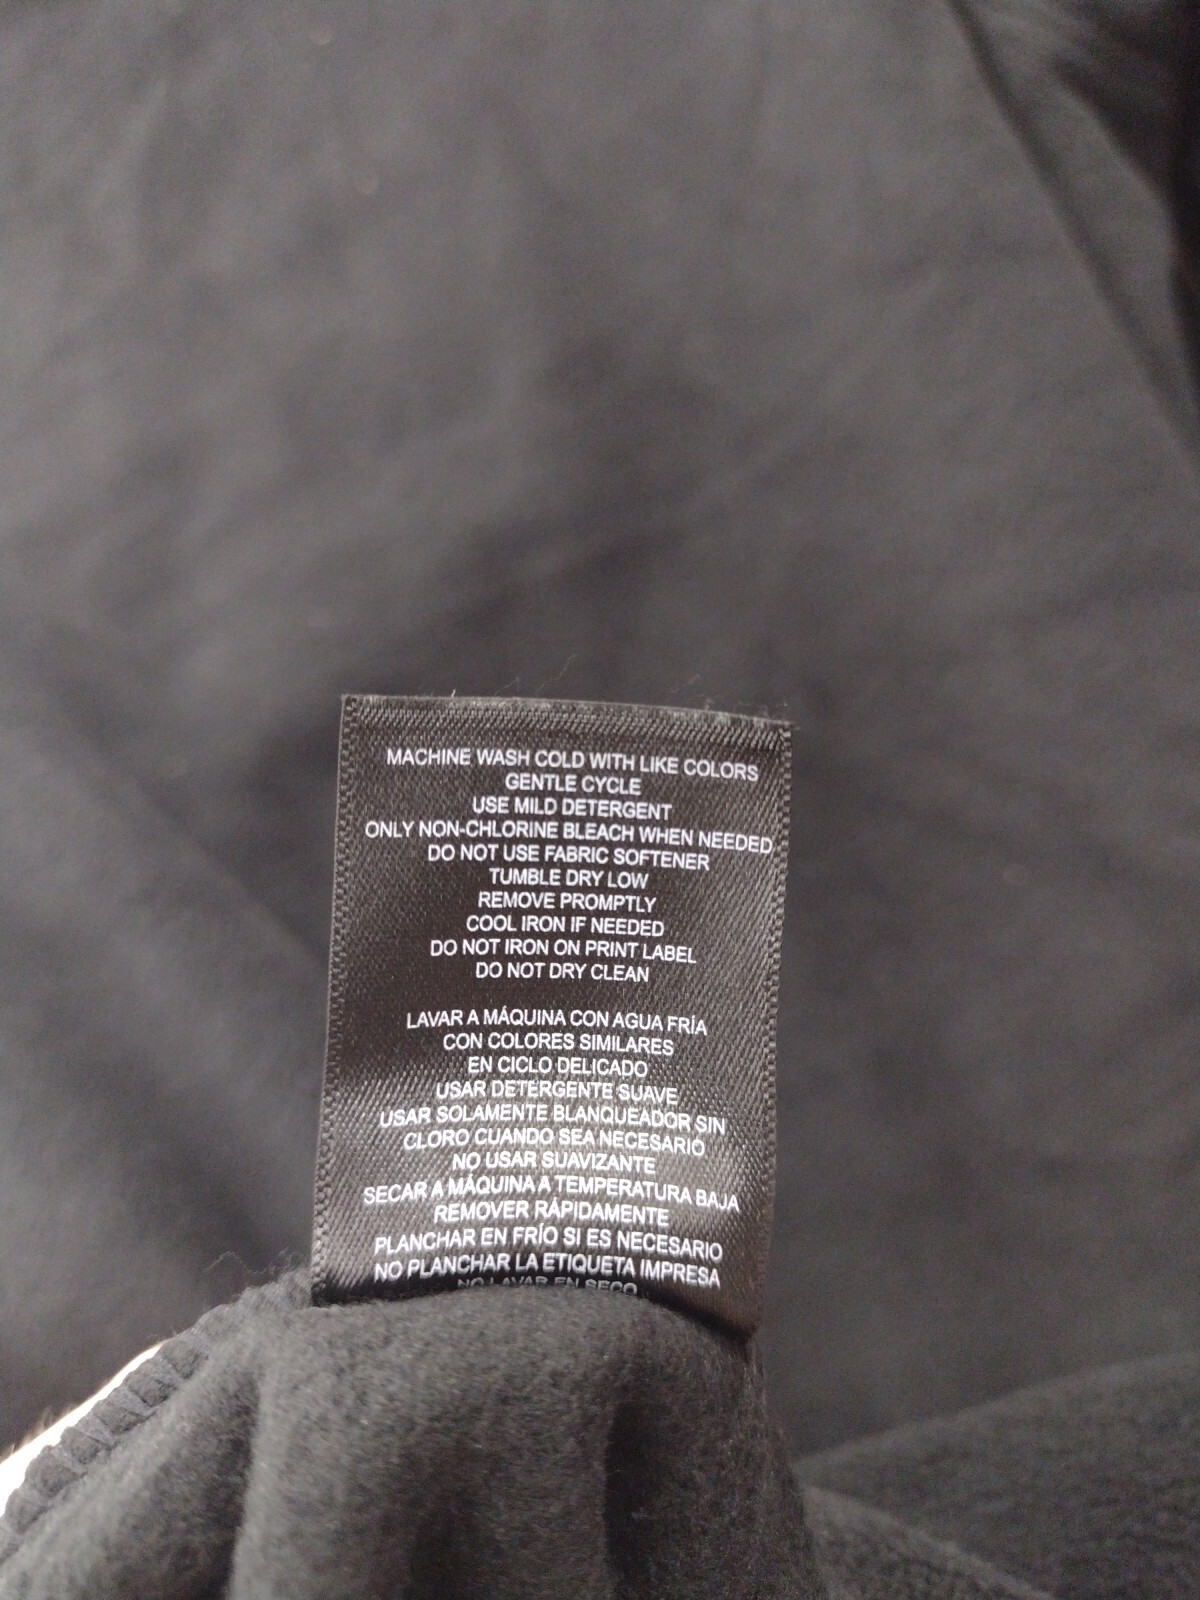 MACHINE WASH COLD WITH LIKE COLORS
GENTLE CYCLE
USE MILD DETERGENT
ONLY NON-CHLORINE BLEACH WHEN NEEDED
DO NOT USE FABRIC SOFTENER
TUMBLE DRY LOW
REMOVE PROMPTLY
COOL IRON IF NEEDED
DO NOT IRON ON PRINT LABEL
DO NOT DRY CLEAN
LAVAR A MÁQUINA CON AGUA FRÍA
CON COLORES SIMILARES
EN CICLO DELICADO
USAR DETERGENTE SUAVE
USAR SOLAMENTE BLANQUEADOR SIN
CLORO CUANDO SEA NECESARIO
NO USAR SUAVIZANTE
SECAR A MÁQUINA A TEMPERATURA BAJA
REMOVER RÁPIDAMENTE
PLANCHAR EN FRÍO SI ES NECESARIO
NO PLANCHAR LA ETIQUETA IMPRESA
NO LAVAR EN SECO